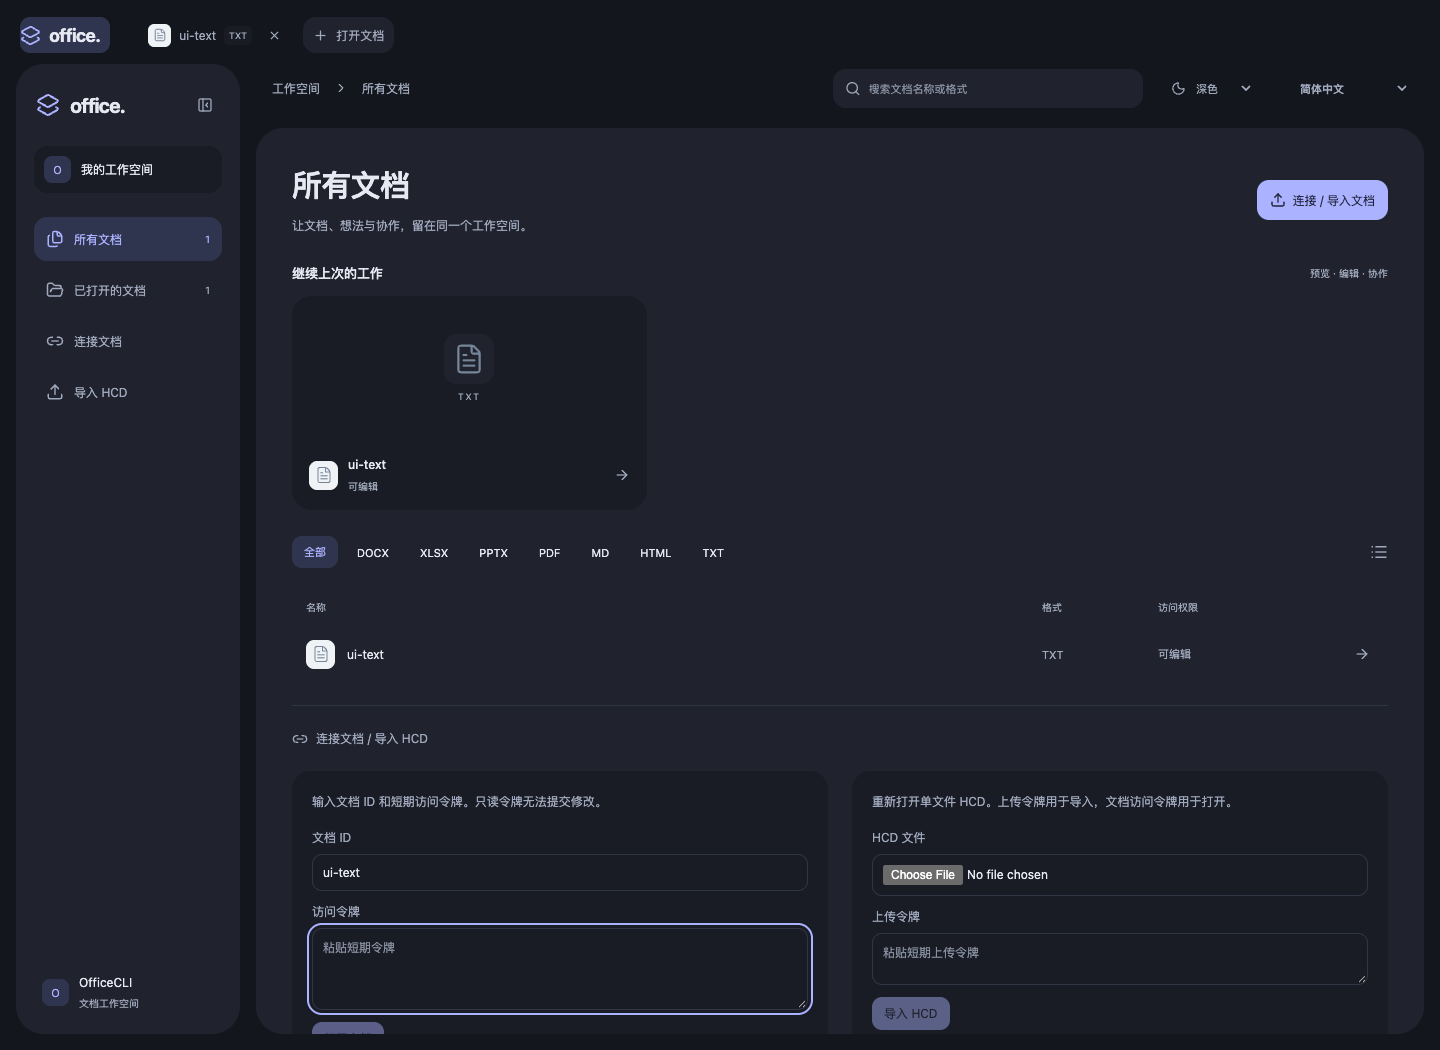 office.
ui-text TXT
打开文档
office.
O 我的工作空间
所有文档 1
已打开的文档 1
连接文档
导入 HCD
O OfficeCLI
文档工作空间
工作空间 > 所有文档
搜索文档名称或格式
深色
简体中文
所有文档
让文档、想法与协作，留在同一个工作空间。
连接 / 导入文档
继续上次的工作
预览 · 编辑 · 协作
TXT
ui-text
可编辑
全部 DOCX XLSX PPTX PDF MD HTML TXT
名称 格式 访问权限
ui-text TXT 可编辑
连接文档 / 导入 HCD
输入文档 ID 和短期访问令牌。只读令牌无法提交修改。
文档 ID
ui-text
访问令牌
粘贴短期令牌
重新打开单文件 HCD。上传令牌用于导入，文档访问令牌用于打开。
HCD 文件
Choose File No file chosen
上传令牌
粘贴短期上传令牌
导入 HCD